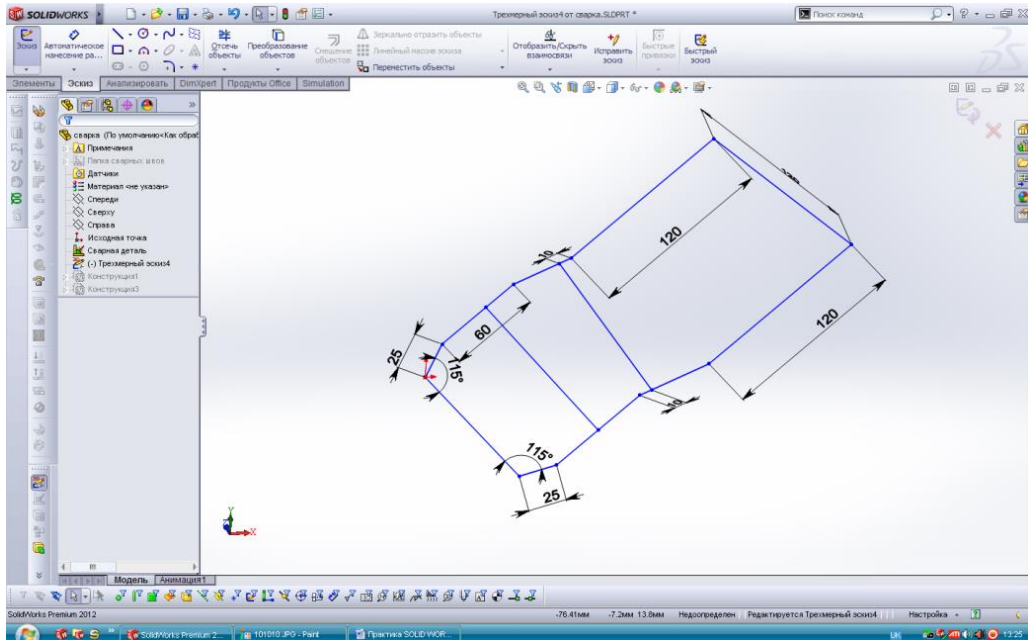 SOLIDWORKS
Трехмерный эскиз4 от сварка.SLDPRT *
Поиск команд
Эскиз
Автоматическое нанесение ра...
Отсечь объекты
Преобразование объектов
Смещение объектов
Зеркально отразить объекты
Линейный массив эскиза
Переместить объекты
Отобразить/Скрыть взаимосвязи
Исправить эскиз
Быстрые привязки
Быстрый эскиз
Элементы
Эскиз
Анализировать
DimXpert
Продукты Office
Simulation
сварка (По умолчанию<Как обраб
Примечания
Папка сварных швов
Датчики
Материал <не указан>
Спереди
Сверху
Справа
Исходная точка
Сварная деталь
(-) Трехмерный эскиз4
Конструкция1
Конструкция3
120
10
60
120
25
115°
10
115°
25
Y
X
Модель
Анимация1
SolidWorks Premium 2012
-76.41мм
-7.2мм
13.8мм
Недоопределен
Редактируется Трехмерный эскиз4
Настройка
SolidWorks Premium 2...
101010.JPG - Paint
Практика SOLID WOR...
13:25